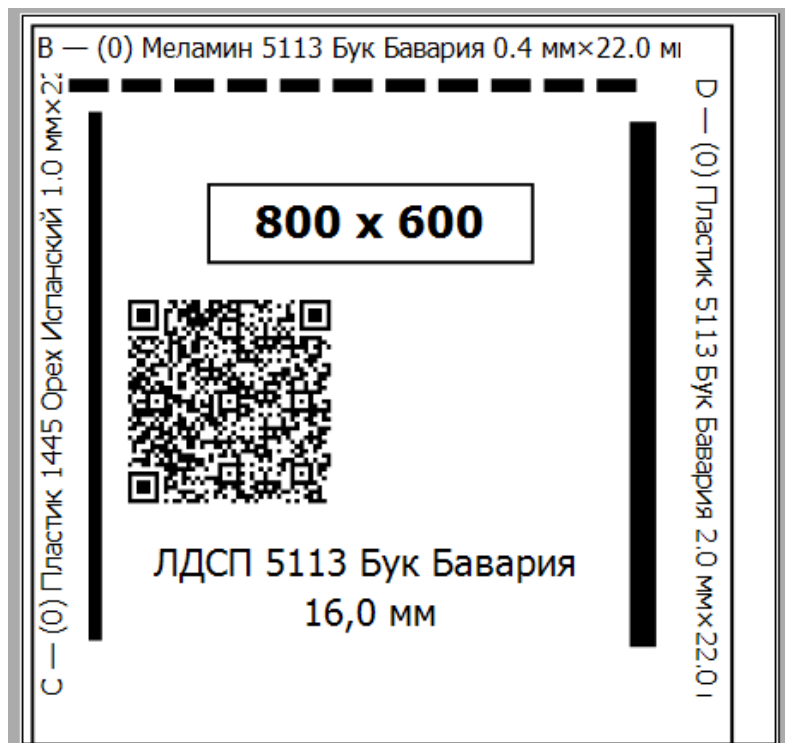 B — (0) Меламин 5113 Бук Бавария 0.4 мм×22.0
C — (0) Пластик 1445 Орех Испанский 1.0 мм×22
D — (0) Пластик 5113 Бук Бавария 2.0 мм×22.0
800 x 600
ЛДСП 5113 Бук Бавария
16,0 мм